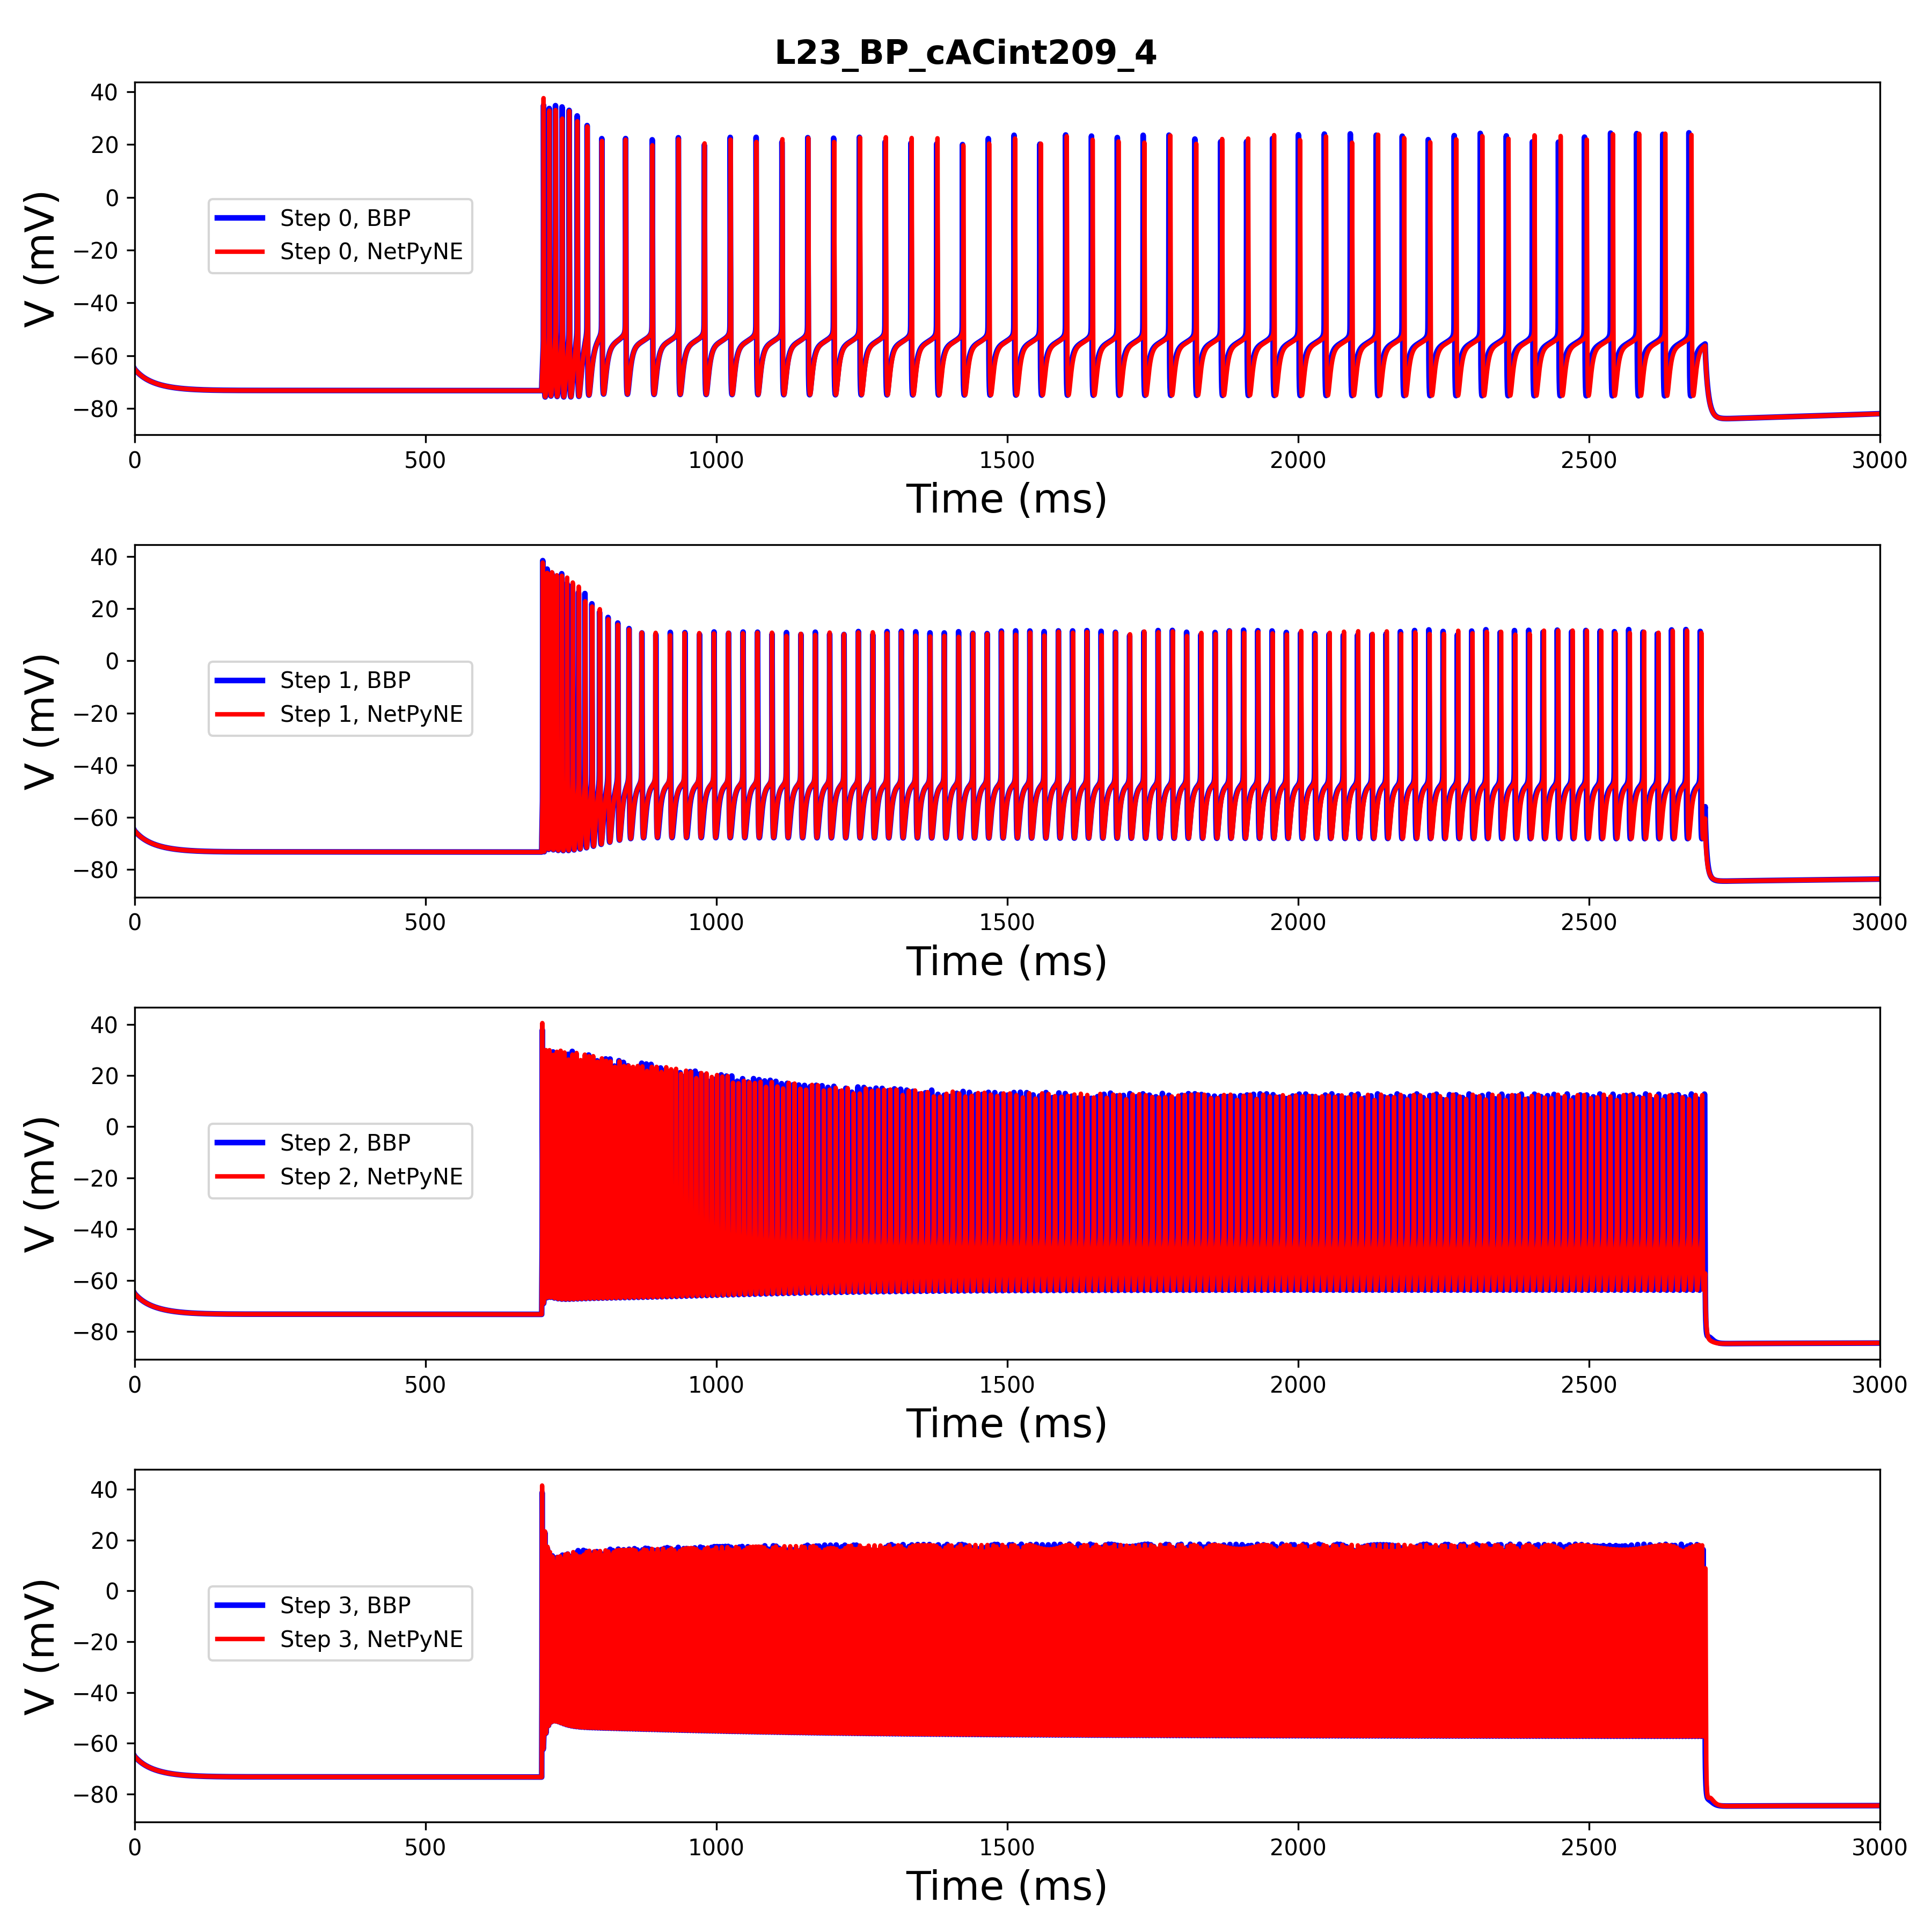 L23_BP_cACint209_4
40
20
0
−20
−40
−60
−80
V (mV)
Step 0, BBP
Step 0, NetPyNE
0 500 1000 1500 2000 2500 3000
Time (ms)
40
20
0
−20
−40
−60
−80
V (mV)
Step 1, BBP
Step 1, NetPyNE
0 500 1000 1500 2000 2500 3000
Time (ms)
40
20
0
−20
−40
−60
−80
V (mV)
Step 2, BBP
Step 2, NetPyNE
0 500 1000 1500 2000 2500 3000
Time (ms)
40
20
0
−20
−40
−60
−80
V (mV)
Step 3, BBP
Step 3, NetPyNE
0 500 1000 1500 2000 2500 3000
Time (ms)